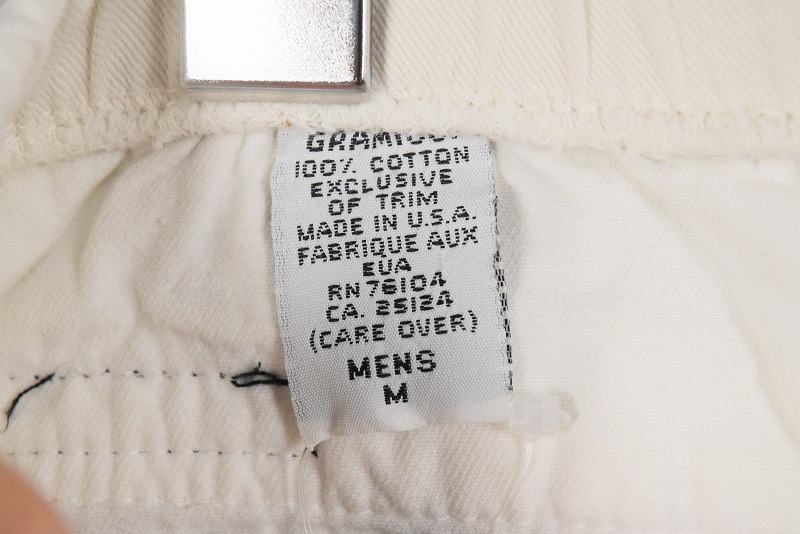 100% COTTON
EXCLUSIVE
OF TRIM
MADE IN U.S.A.
FABRIQUE AUX
EUA
RN 76104
CA. 25124
(CARE OVER)
MENS
M